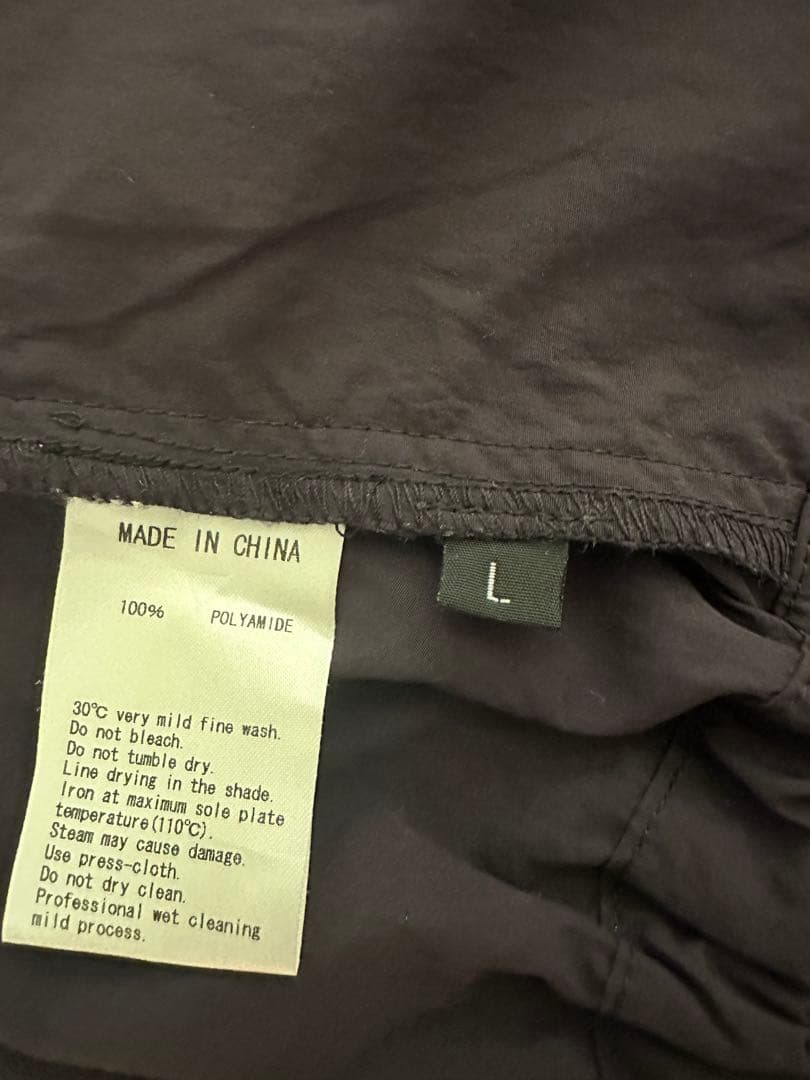 MADE IN CHINA
L
100% POLYAMIDE
30℃ very mild fine wash.
Do not bleach.
Do not tumble dry.
Line drying in the shade.
Iron at maximum sole plate
temperature(110℃).
Steam may cause damage.
Use press-cloth.
Do not dry clean.
Professional wet cleaning
mild process.